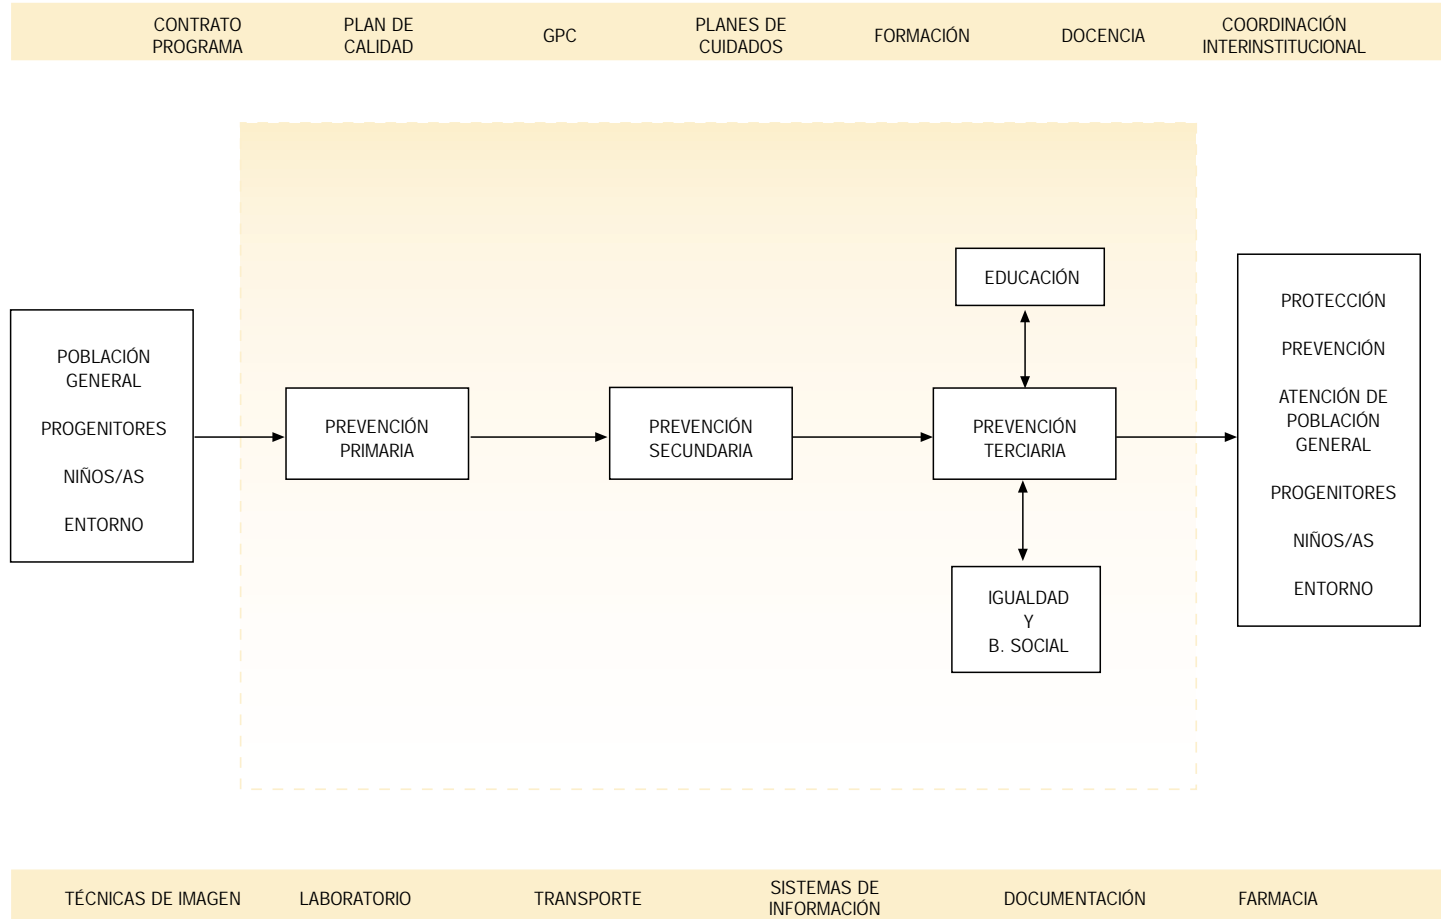 CONTRATO
PROGRAMA
PLAN DE
CALIDAD
GPC
PLANES DE
CUIDADOS
FORMACIÓN
DOCENCIA
COORDINACIÓN
INTERINSTITUCIONAL
POBLACIÓN
GENERAL
PROGENITORES
NIÑOS/AS
ENTORNO
PREVENCIÓN
PRIMARIA
PREVENCIÓN
SECUNDARIA
EDUCACIÓN
PREVENCIÓN
TERCIARIA
IGUALDAD
Y
B. SOCIAL
PROTECCIÓN
PREVENCIÓN
ATENCIÓN DE
POBLACIÓN
GENERAL
PROGENITORES
NIÑOS/AS
ENTORNO
TÉCNICAS DE IMAGEN
LABORATORIO
TRANSPORTE
SISTEMAS DE
INFORMACIÓN
DOCUMENTACIÓN
FARMACIA